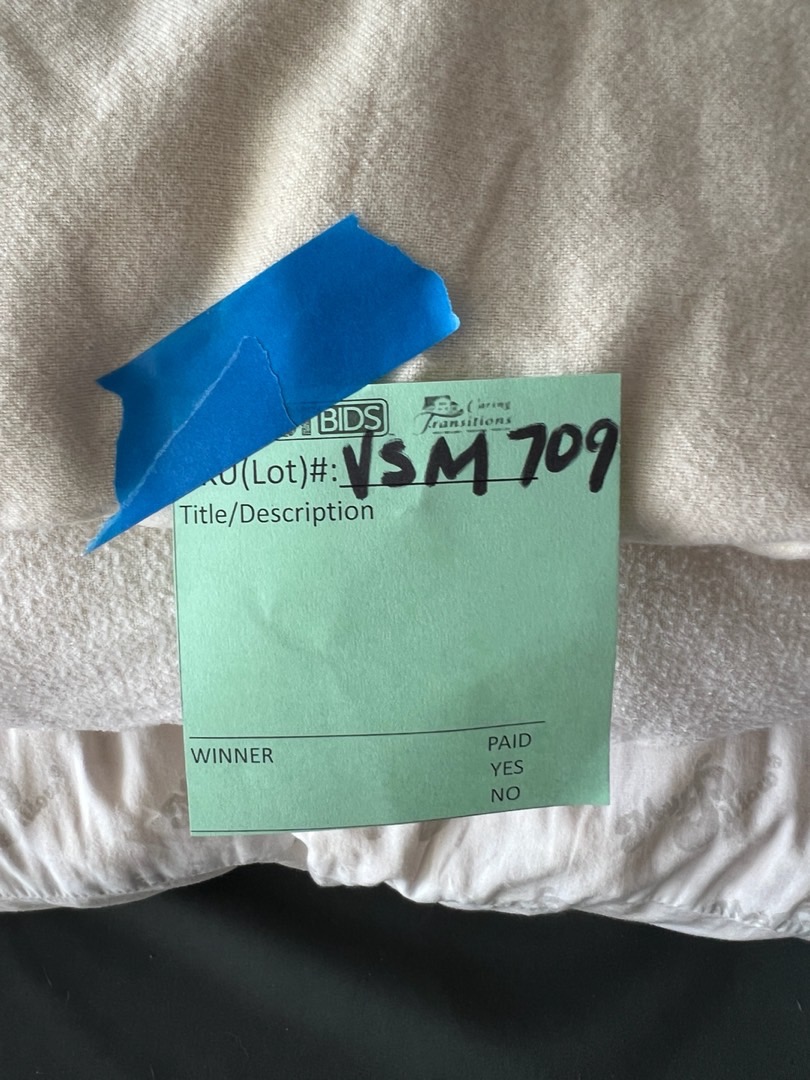 BIDS Caring Transitions
(Lot)#: VSM 709
Title/Description
WINNER PAID
YES
NO